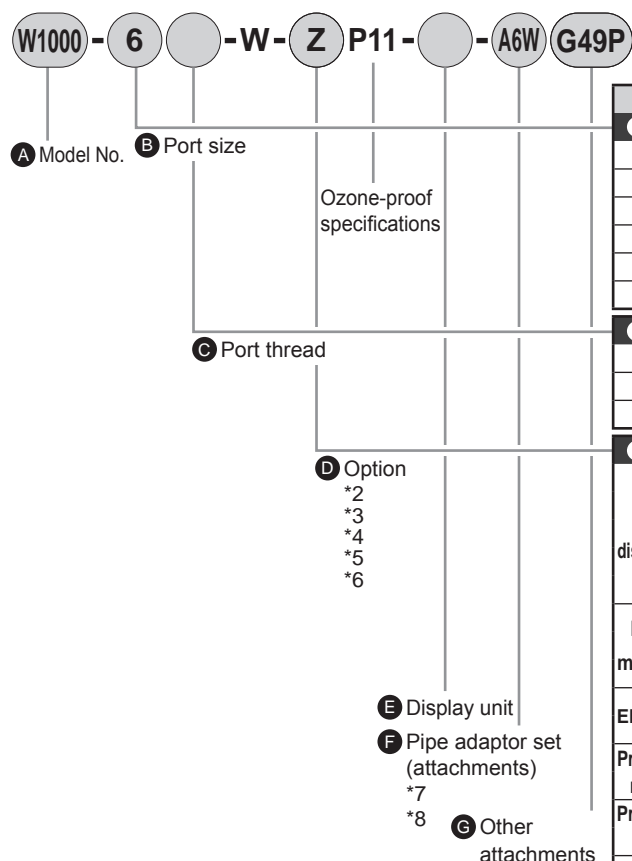 W1000 - 6 -W- Z P11- - A6W G49P
A Model No.
B Port size
Ozone-proof
specifications
C Port thread
D Option
*2
*3
*4
*5
*6
E Display unit
F Pipe adaptor set
(attachments)
*7
*8
G Other
attachments